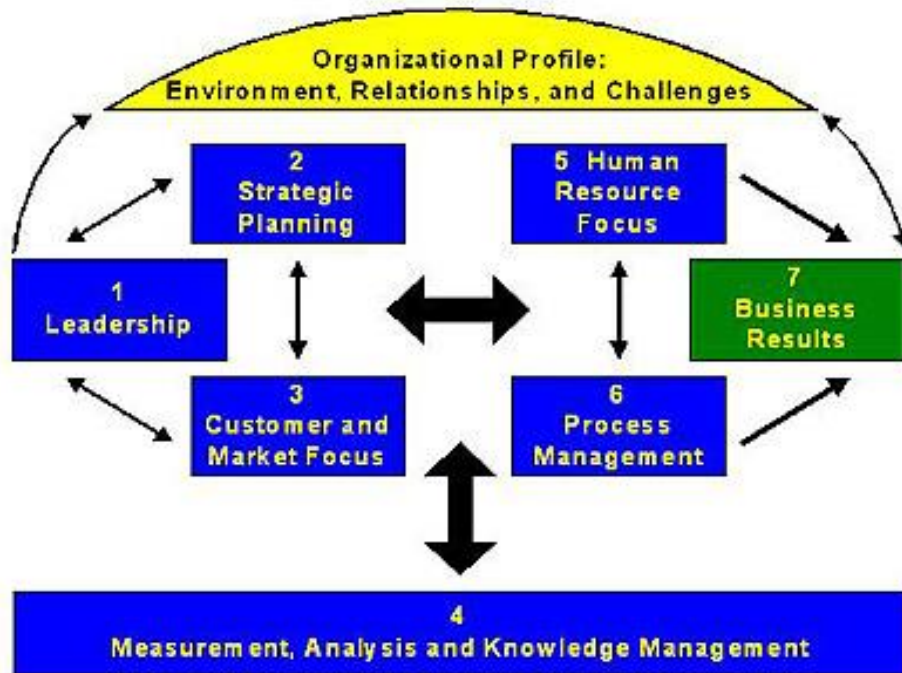 Organizational Profile:
Environment, Relationships, and Challenges
2
Strategic
Planning
5 Human
Resource
Focus
1
Leadership
7
Business
Results
3
Customer and
Market Focus
6
Process
Management
4
Measurement, Analysis and Knowledge Management